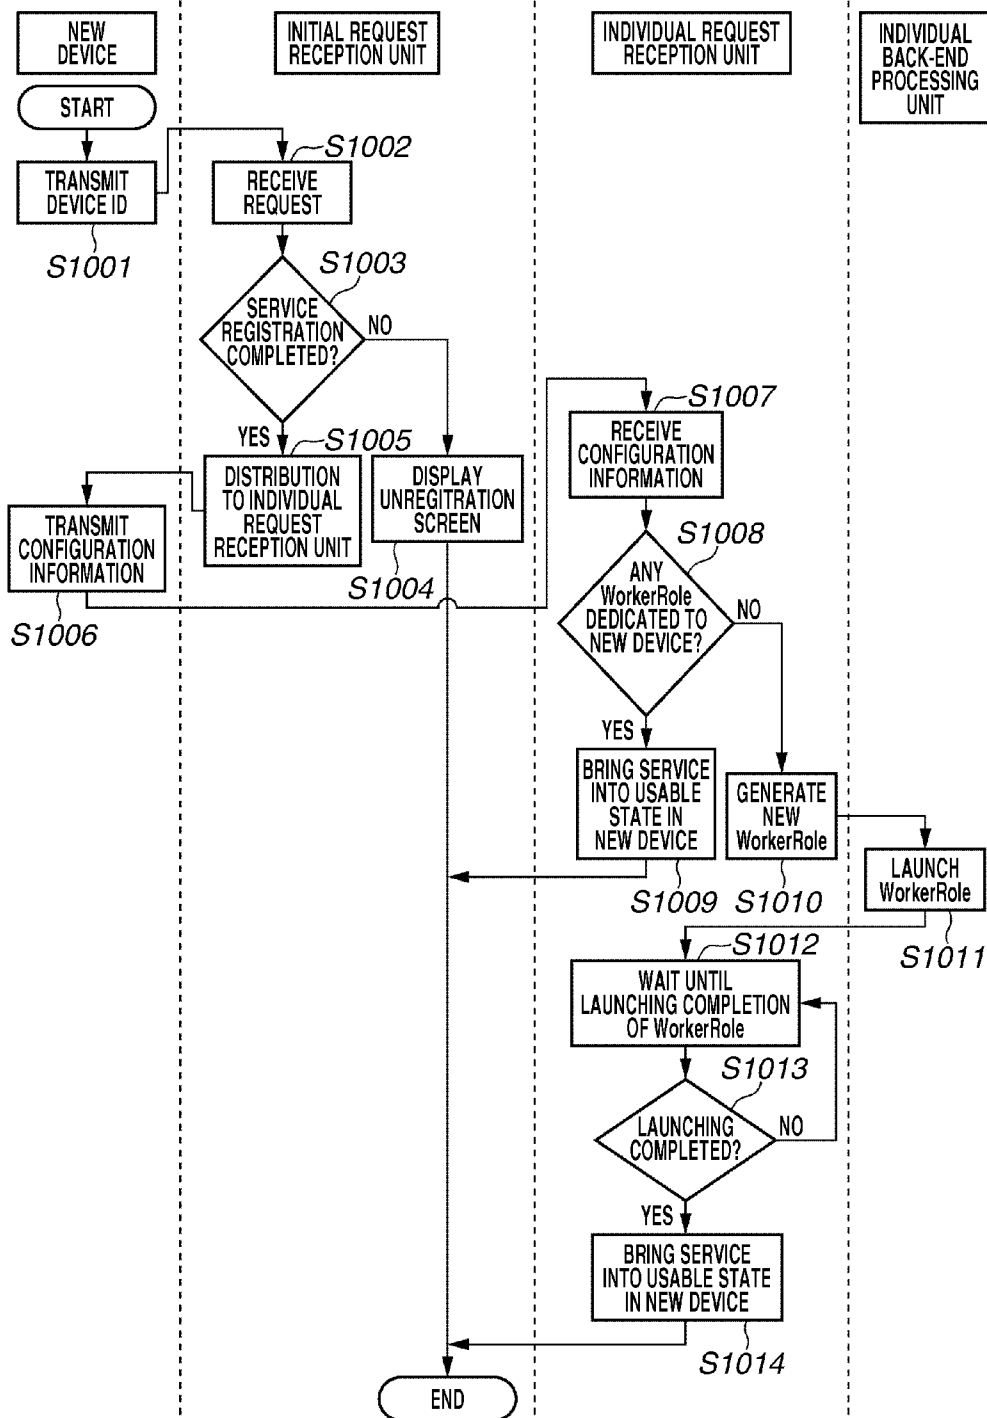 NEW
DEVICE
INITIAL REQUEST
RECEPTION UNIT
INDIVIDUAL REQUEST
RECEPTION UNIT
INDIVIDUAL
BACK-END
PROCESSING
UNIT
START
TRANSMIT
DEVICE ID
S1001
S1002
RECEIVE
REQUEST
S1003
SERVICE
REGISTRATION
COMPLETED?
NO
YES
S1005
DISTRIBUTION
TO INDIVIDUAL
REQUEST
RECEPTION UNIT
DISPLAY
UNREGITRATION
SCREEN
S1004
TRANSMIT
CONFIGURATION
INFORMATION
S1006
S1007
RECEIVE
CONFIGURATION
INFORMATION
S1008
ANY
WorkerRole
DEDICATED TO
NEW DEVICE?
NO
YES
BRING SERVICE
INTO USABLE
STATE IN
NEW DEVICE
S1009
GENERATE
NEW
WorkerRole
S1010
LAUNCH
WorkerRole
S1011
S1012
WAIT UNTIL
LAUNCHING COMPLETION
OF WorkerRole
S1013
LAUNCHING
COMPLETED?
NO
YES
BRING SERVICE
INTO USABLE STATE
IN NEW DEVICE
S1014
END